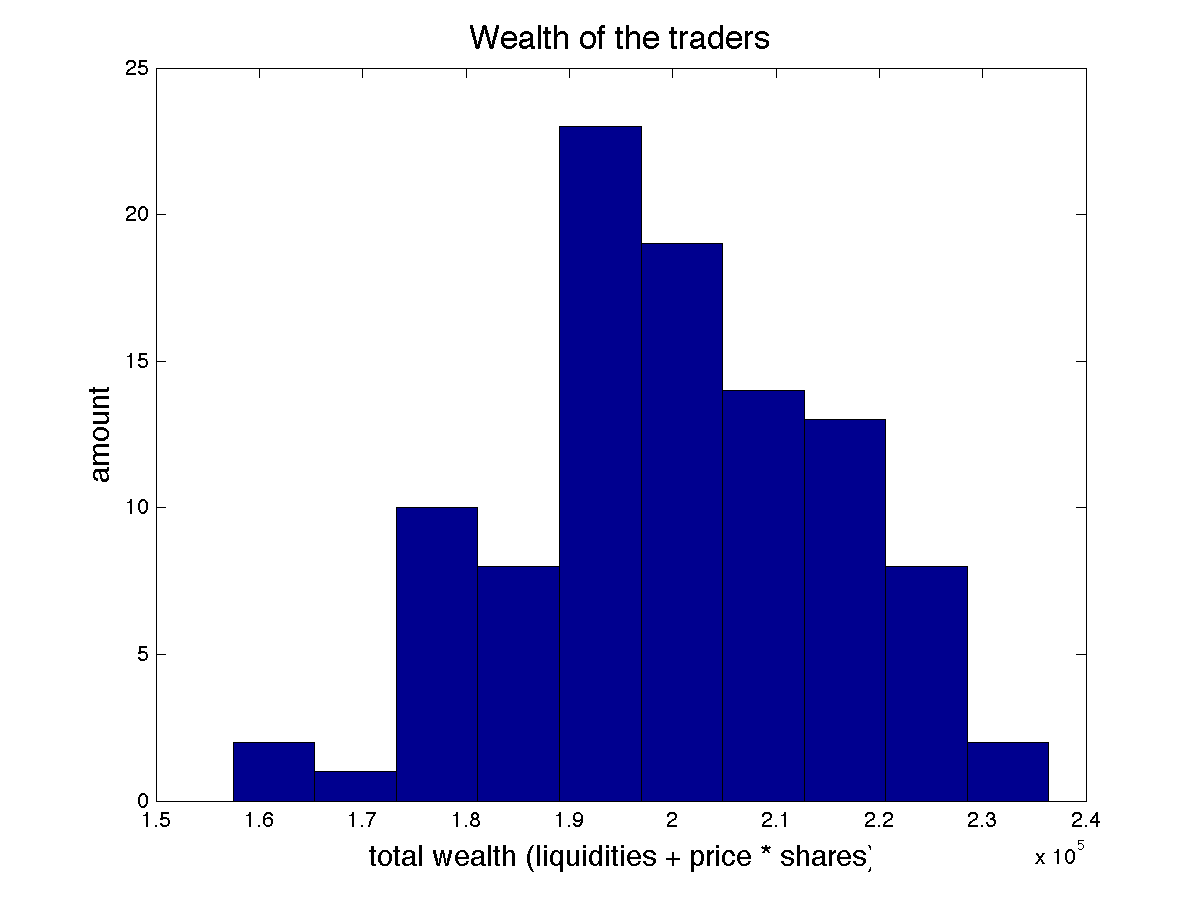 Wealth of the traders
25
20
15
10
5
0
amount
1.5 1.6 1.7 1.8 1.9 2 2.1 2.2 2.3 2.4
x 10^5
total wealth (liquidities + price * shares)